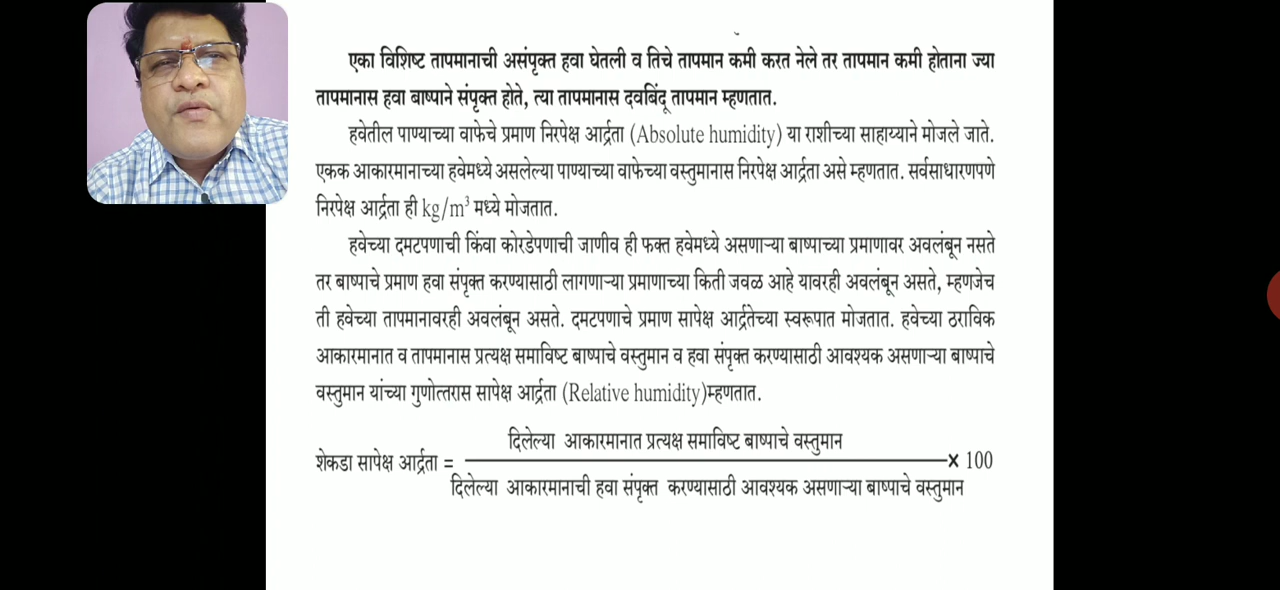 एका विशिष्ट तापमानाची असंपृक्त हवा घेतली व तिचे तापमान कमी करत नेले तर तापमान कमी होताना ज्या
तापमानास हवा बाष्पाने संपृक्त होते, त्या तापमानास दवबिंदू तापमान म्हणतात.
हवेतील पाण्याच्या वाफेचे प्रमाण निरपेक्ष आर्द्रता (Absolute humidity) या राशीच्या साहाय्याने मोजले जाते.
एकक आकारमानाच्या हवेमध्ये असलेल्या पाण्याच्या वाफेच्या वस्तुमानास निरपेक्ष आर्द्रता असे म्हणतात. सर्वसाधारणपणे
निरपेक्ष आर्द्रता ही kg/m³ मध्ये मोजतात.
हवेच्या दमटपणाची किंवा कोरडेपणाची जाणीव ही फक्त हवेमध्ये असणाऱ्या बाष्पाच्या प्रमाणावर अवलंबून नसते
तर बाष्पाचे प्रमाण हवा संपृक्त करण्यासाठी लागणाऱ्या प्रमाणाच्या किती जवळ आहे यावरही अवलंबून असते, म्हणजेच
ती हवेच्या तापमानावरही अवलंबून असते. दमटपणाचे प्रमाण सापेक्ष आर्द्रतेच्या स्वरूपात मोजतात. हवेच्या ठराविक
आकारमानात व तापमानास प्रत्यक्ष समाविष्ट बाष्पाचे वस्तुमान व हवा संपृक्त करण्यासाठी आवश्यक असणाऱ्या बाष्पाचे
वस्तुमान यांच्या गुणोत्तरास सापेक्ष आर्द्रता (Relative humidity)म्हणतात.
दिलेल्या आकारमानात प्रत्यक्ष समाविष्ट बाष्पाचे वस्तुमान
शेकडा सापेक्ष आर्द्रता = × 100
दिलेल्या आकारमानाची हवा संपृक्त करण्यासाठी आवश्यक असणाऱ्या बाष्पाचे वस्तुमान